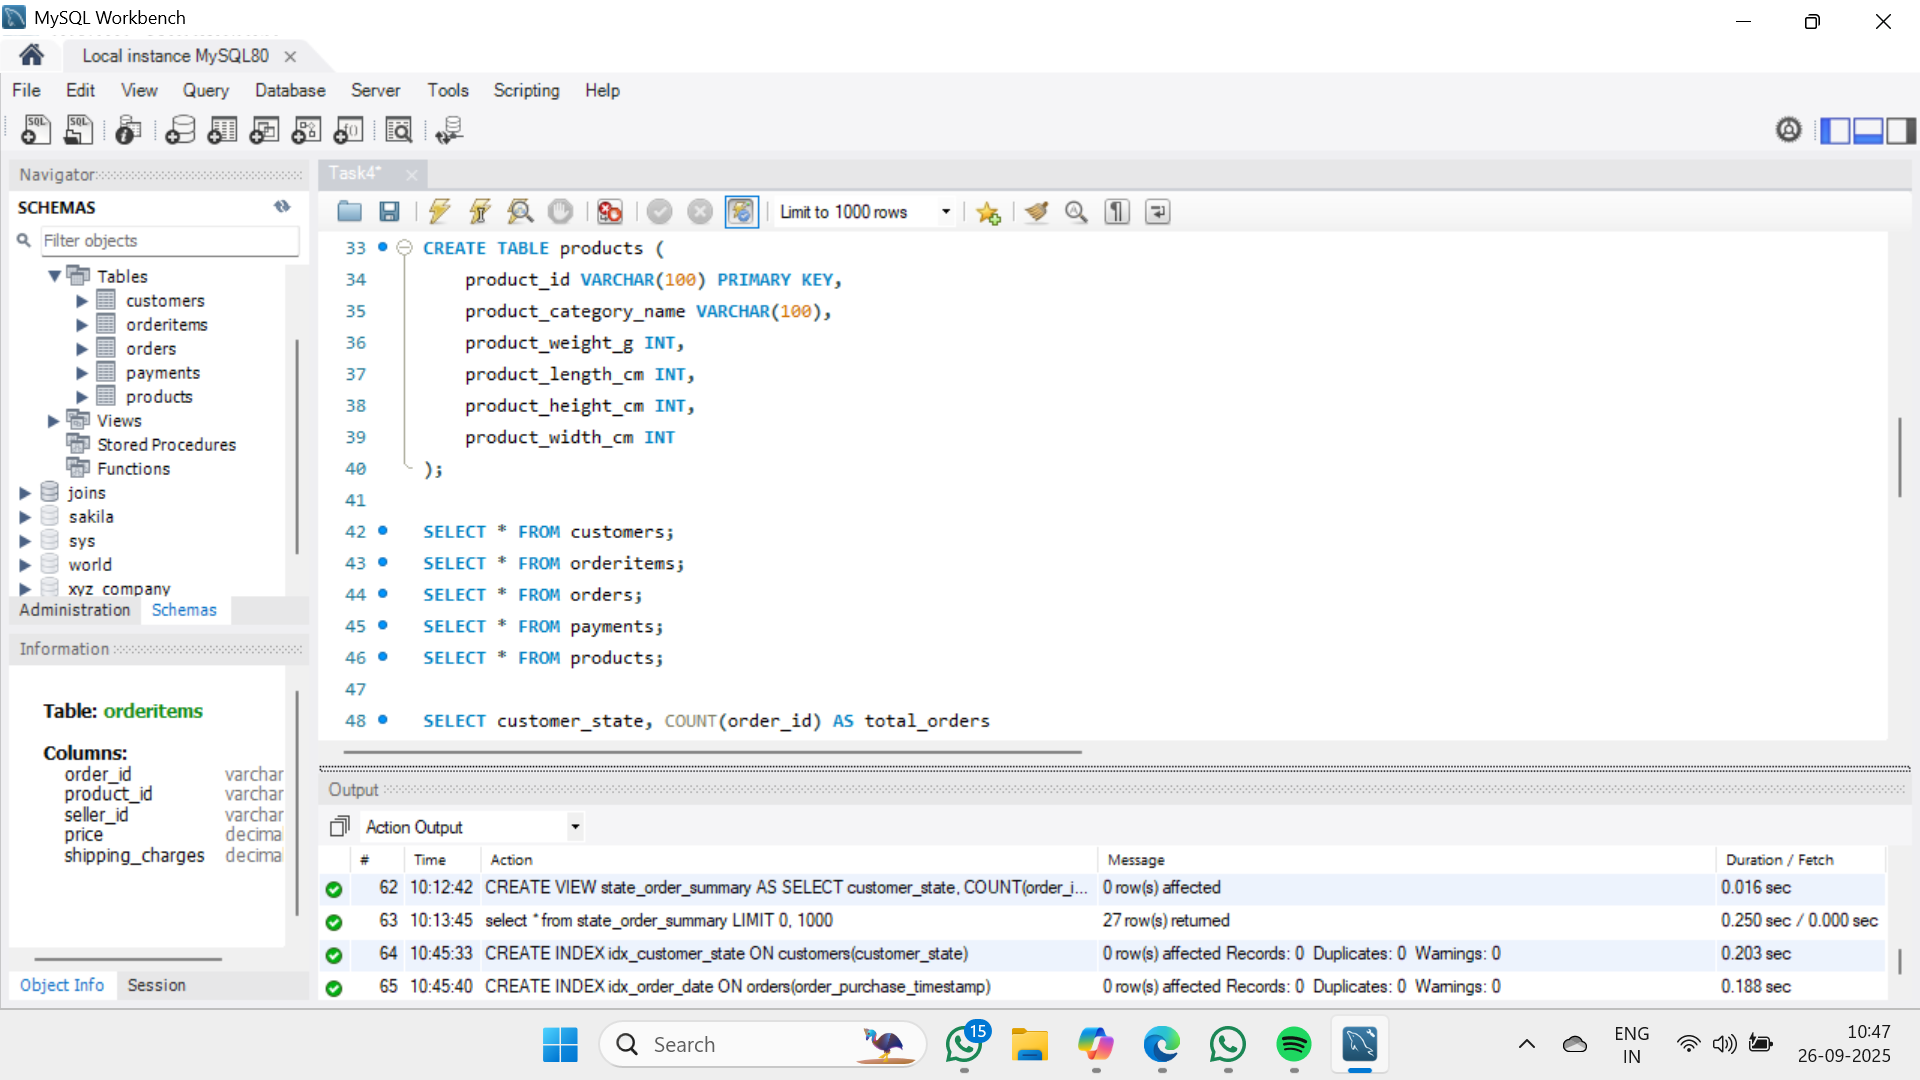 MySQL Workbench
Local instance MySQL80
File Edit View Query Database Server Tools Scripting Help
SQL SQL
Navigator
SCHEMAS
Filter objects
Tables
customers
orderitems
orders
payments
products
Views
Stored Procedures
Functions
joins
sakila
sys
world
xyz_company
Administration Schemas
Information
Table: orderitems
Columns:
order_id varchar
product_id varchar
seller_id varchar
price decima
shipping_charges decima
Object Info Session
Task4*
Limit to 1000 rows
33 CREATE TABLE products (
34 product_id VARCHAR(100) PRIMARY KEY,
35 product_category_name VARCHAR(100),
36 product_weight_g INT,
37 product_length_cm INT,
38 product_height_cm INT,
39 product_width_cm INT
40 );
41
42 SELECT * FROM customers;
43 SELECT * FROM orderitems;
44 SELECT * FROM orders;
45 SELECT * FROM payments;
46 SELECT * FROM products;
47
48 SELECT customer_state, COUNT(order_id) AS total_orders
Output
Action Output
# Time Action Message Duration / Fetch
62 10:12:42 CREATE VIEW state_order_summary AS SELECT customer_state, COUNT(order_i... 0 row(s) affected 0.016 sec
63 10:13:45 select * from state_order_summary LIMIT 0, 1000 27 row(s) returned 0.250 sec / 0.000 sec
64 10:45:33 CREATE INDEX idx_customer_state ON customers(customer_state) 0 row(s) affected Records: 0 Duplicates: 0 Warnings: 0 0.203 sec
65 10:45:40 CREATE INDEX idx_order_date ON orders(order_purchase_timestamp) 0 row(s) affected Records: 0 Duplicates: 0 Warnings: 0 0.188 sec
Search
15
ENG
IN
10:47
26-09-2025